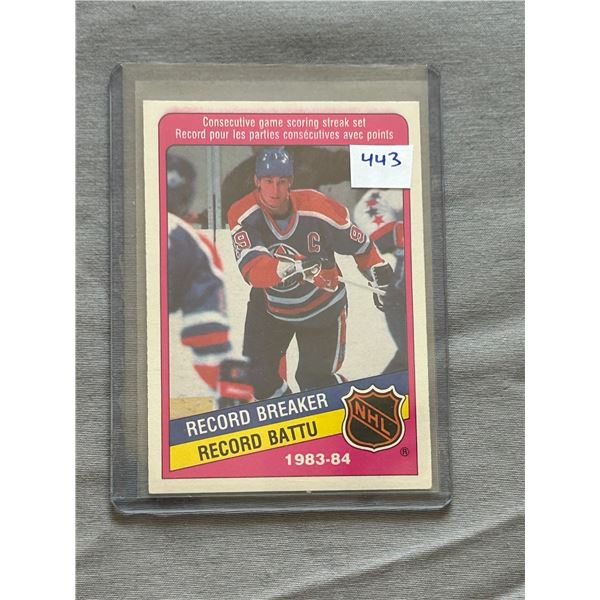 Consecutive game scoring streak set
Record pour les parties consécutives avec points
443
99
C
RECORD BREAKER
RECORD BATTU
NHL
®
1983-84